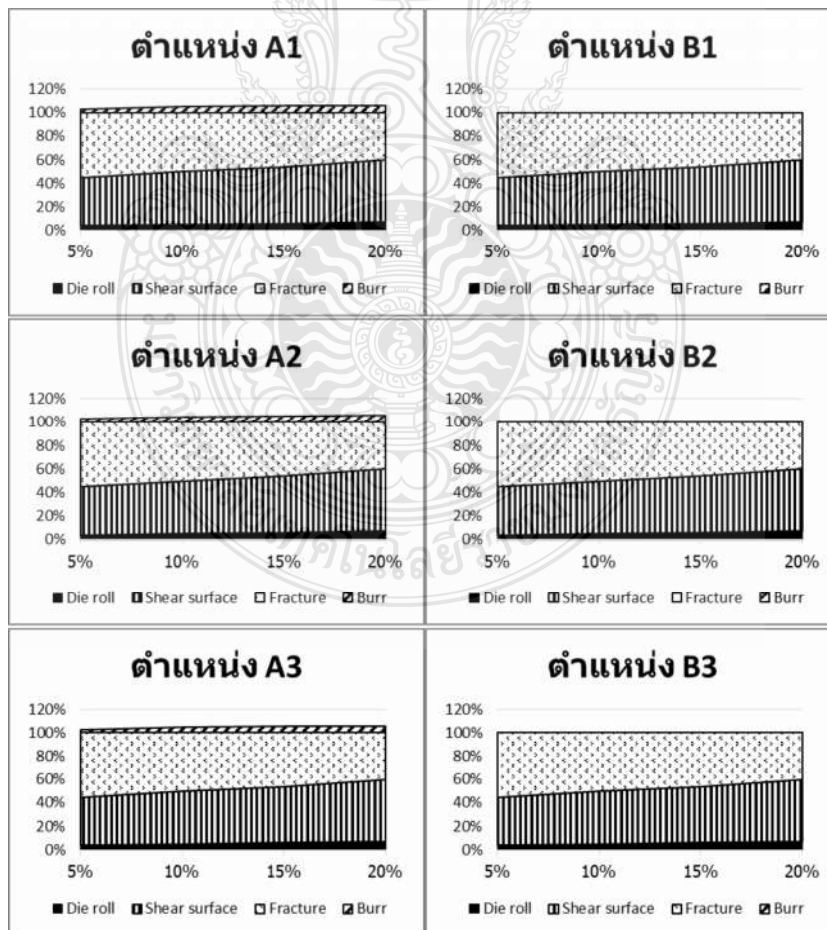 ตำแหน่ง A1
120%
100%
80%
60%
40%
20%
0%
5% 10% 15% 20%
Die roll Shear surface Fracture Burr
ตำแหน่ง B1
120%
100%
80%
60%
40%
20%
0%
5% 10% 15% 20%
Die roll Shear surface Fracture Burr
ตำแหน่ง A2
120%
100%
80%
60%
40%
20%
0%
5% 10% 15% 20%
Die roll Shear surface Fracture Burr
ตำแหน่ง B2
120%
100%
80%
60%
40%
20%
0%
5% 10% 15% 20%
Die roll Shear surface Fracture Burr
ตำแหน่ง A3
120%
100%
80%
60%
40%
20%
0%
5% 10% 15% 20%
Die roll Shear surface Fracture Burr
ตำแหน่ง B3
120%
100%
80%
60%
40%
20%
0%
5% 10% 15% 20%
Die roll Shear surface Fracture Burr